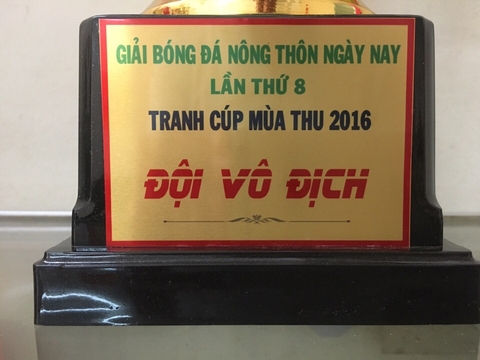 GIẢI BÓNG ĐÁ NÔNG THÔN NGÀY NAY
LẦN THỨ 8
TRANH CÚP MÙA THU 2016
ĐỘI VÔ ĐỊCH